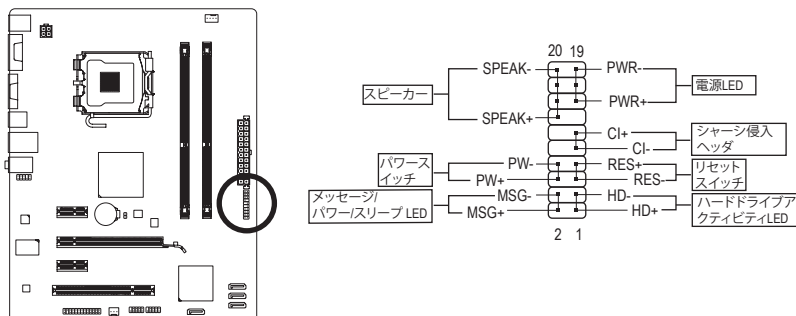 20 19
SPEAK-
PWR-
スピーカー
電源LED
PWR+
SPEAK+
CI+
シャーシ侵入
ヘッダ
CI-
パワース
イッチ
PW-
RES+
リセット
スイッチ
PW+
RES-
メッセージ/
パワー/スリープ LED
MSG-
HD-
ハードドライブア
クティビティLED
MSG+
HD+
2 1